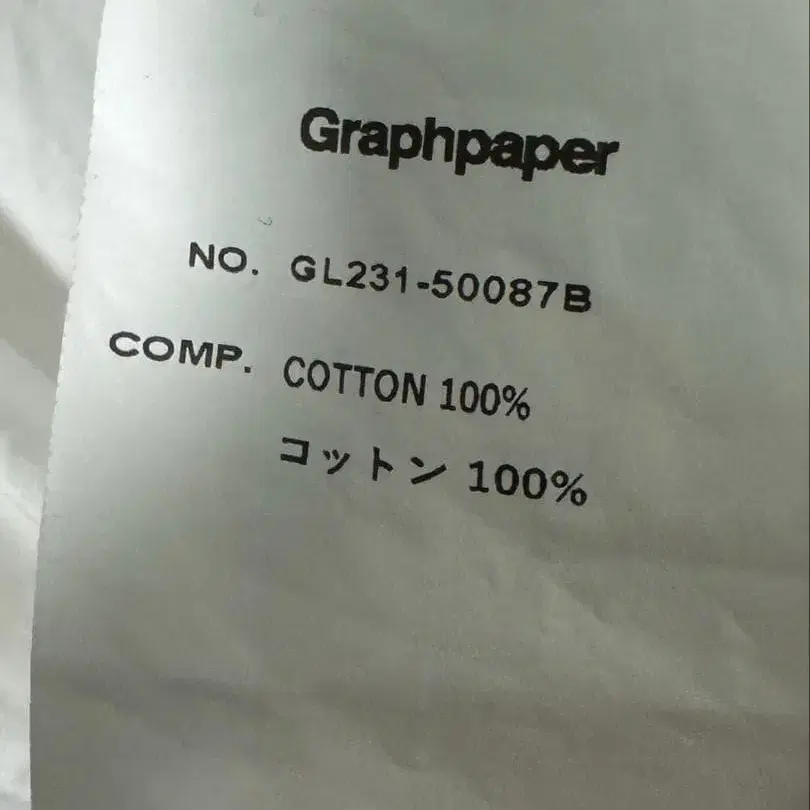 Graphpaper
NO. GL231-50087B
COMP. COTTON 100%
コットン 100%